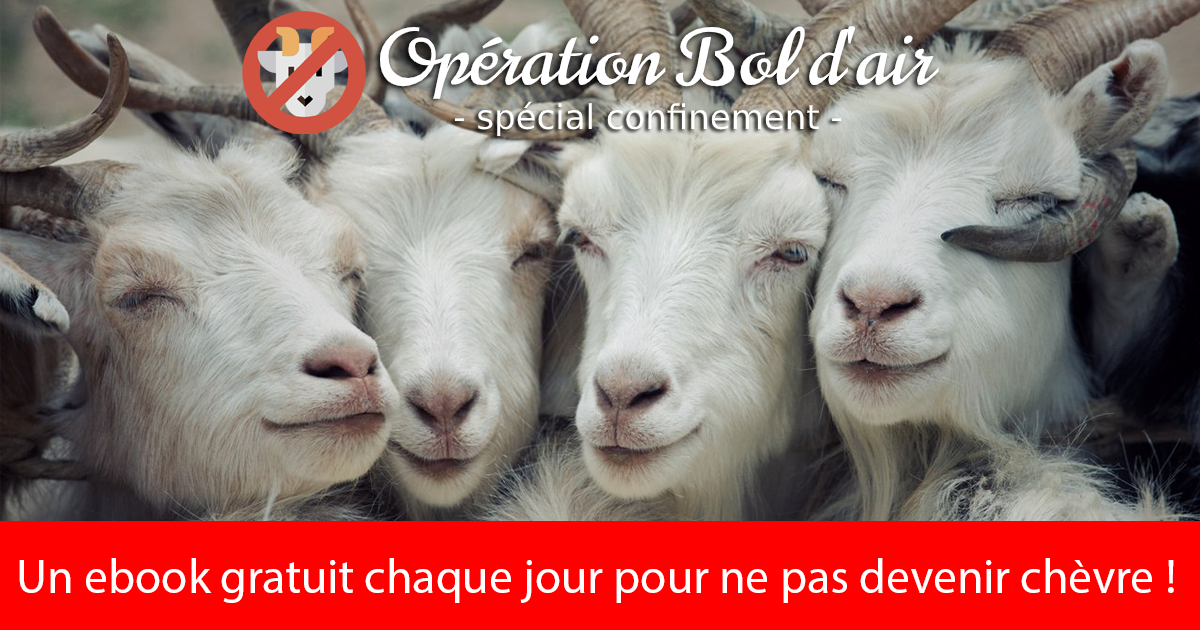 Opération Bol d'air
- spécial confinement -
Un ebook gratuit chaque jour pour ne pas devenir chèvre !